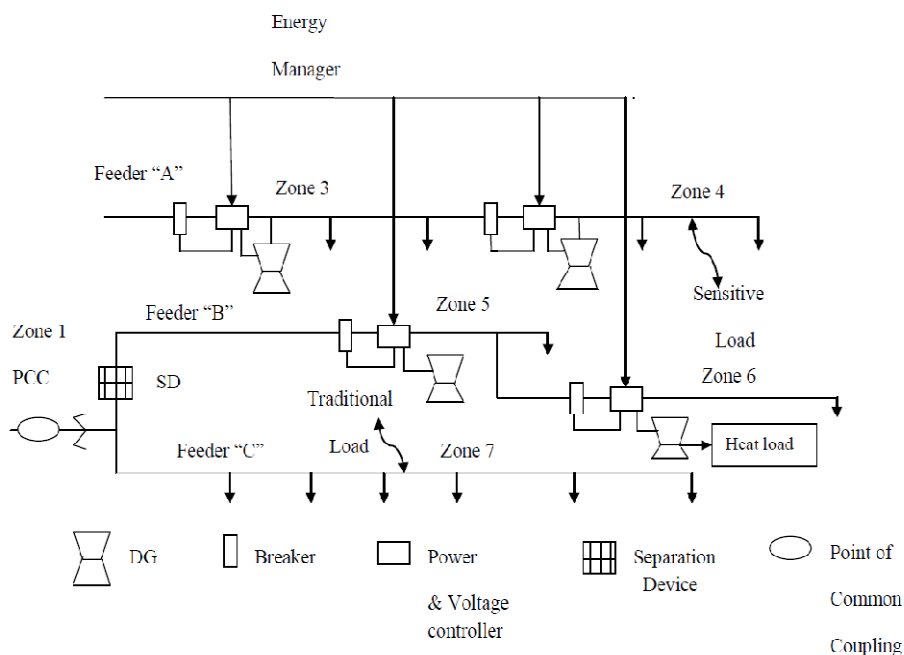 Energy
Manager
Feeder “A”
Zone 3
Zone 4
Sensitive
Load
Feeder “B”
Zone 5
Zone 1
PCC
SD
Zone 6
Traditional
Load
Feeder “C”
Zone 7
Heat load
DG
Breaker
Power
& Voltage
controller
Separation
Device
Point of
Common
Coupling